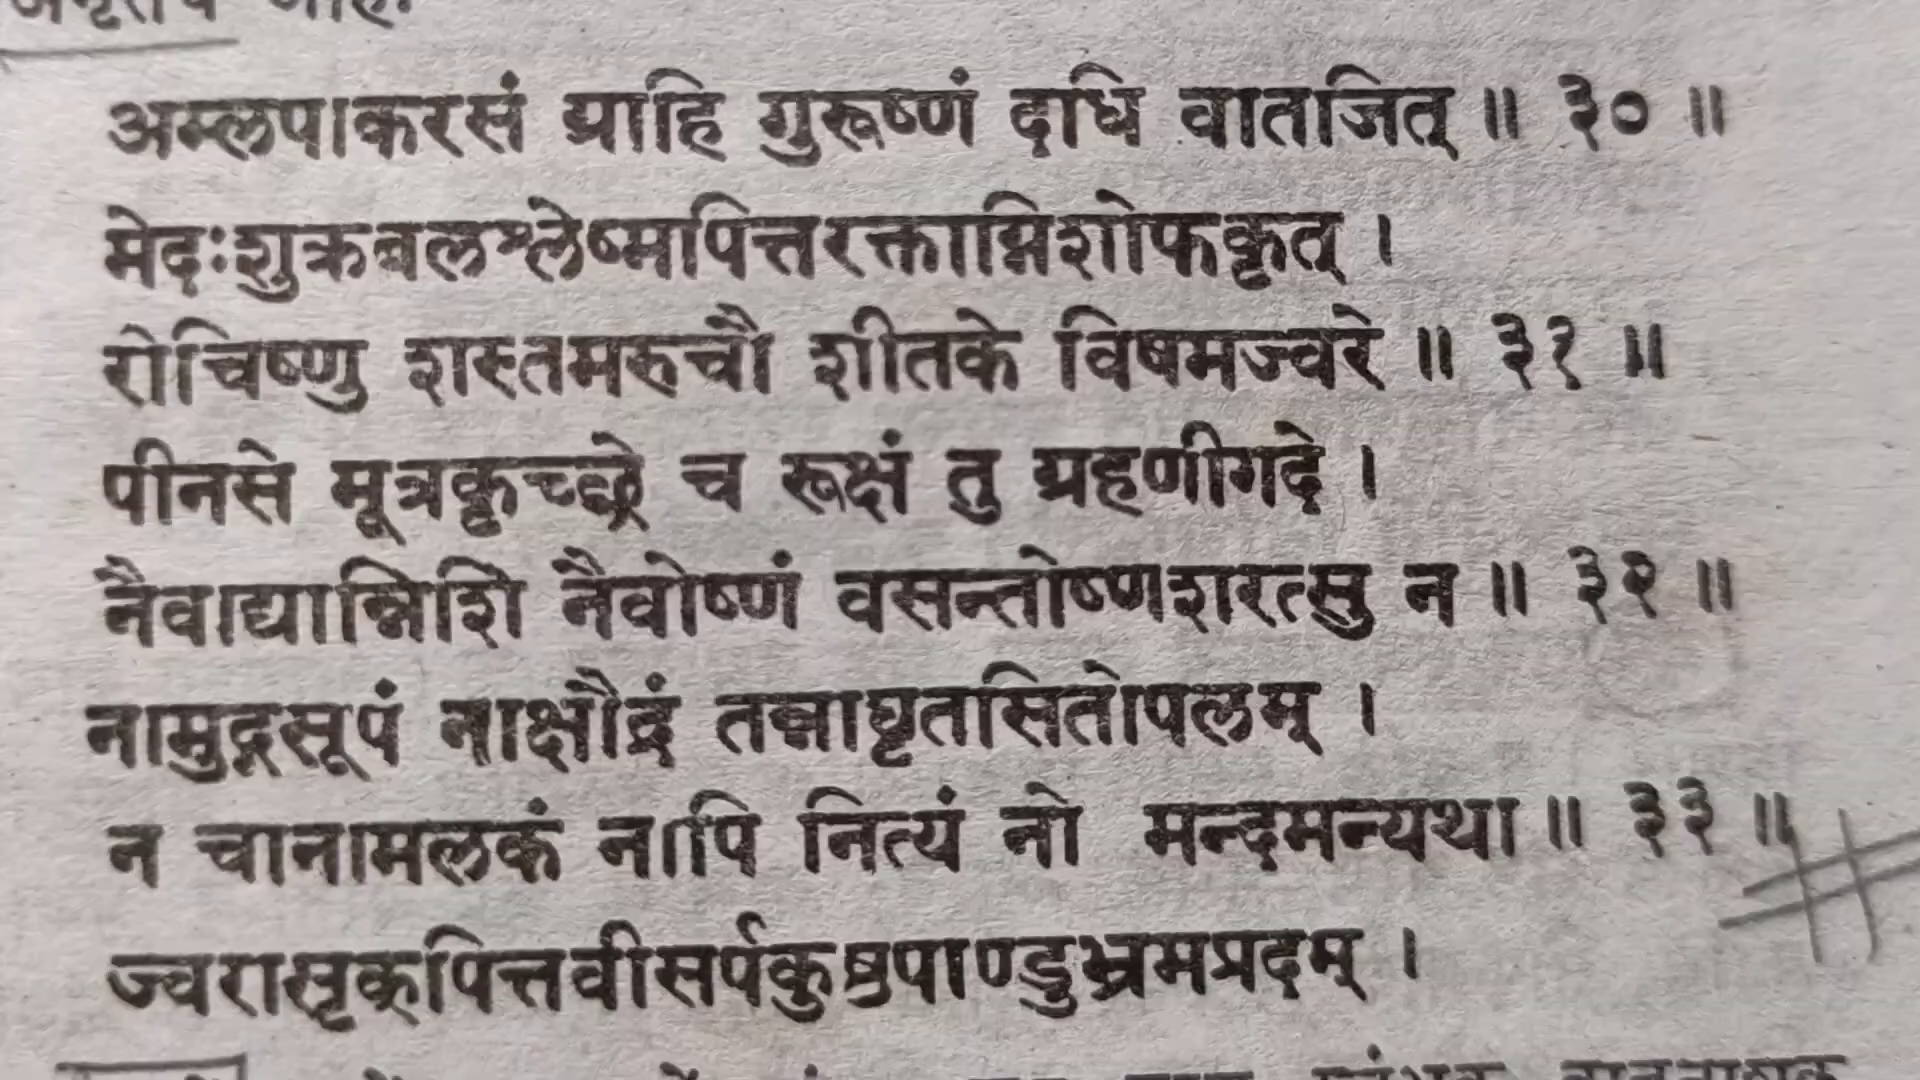 अम्लपाकरसं ग्राहि गुरूष्णं दधि वातजित् ॥ ३० ॥
मेदःशुक्रबलश्लेष्मपित्तरक्ताग्निशोफकृत् ।
रोचिष्णु शस्तमरुचौ शीतके विषमज्वरे ॥ ३१ ॥
पीनसे मूत्रकृच्छ्रे च रूक्षं तु ग्रहणीगदे ।
नैवाद्यान्निशि नैवोष्णं वसन्तोष्णशरत्सु न ॥ ३२ ॥
नामुद्गसूपं नाक्षौद्रं तन्नाघृतसितोपलम् ।
न चानामलकं नापि नित्यं नो मन्दमन्यथा ॥ ३३ ॥
ज्वरासृक्पित्तवीसर्पकुष्ठपाण्डुभ्रमप्रदम् ।